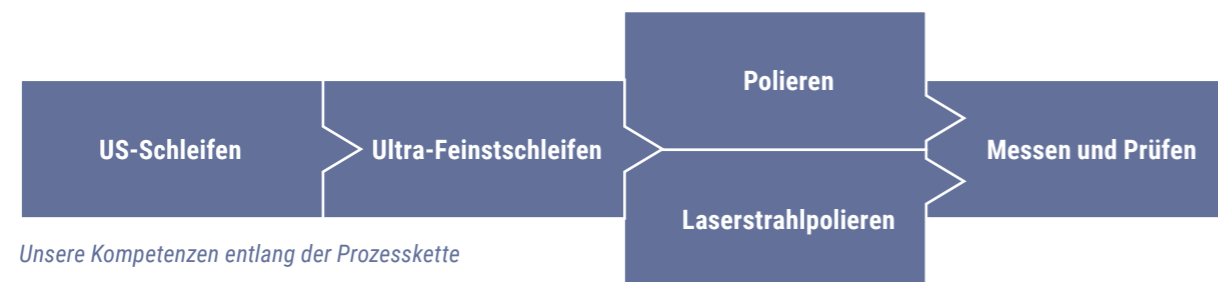 US-Schleifen
Ultra-Feinstschleifen
Polieren
Laserstrahlpolieren
Messen und Prüfen
Unsere Kompetenzen entlang der Prozesskette